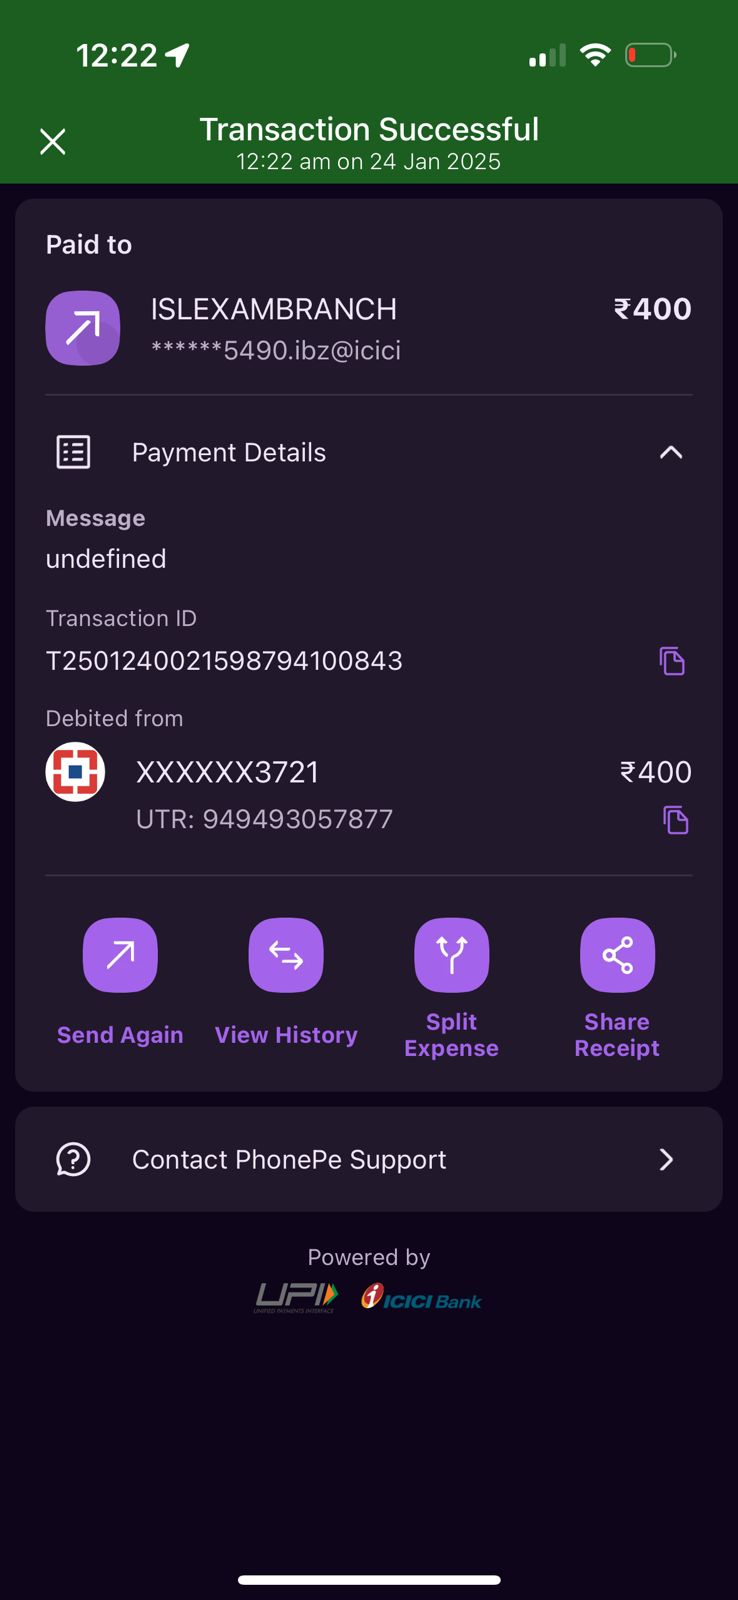 12:22
Transaction Successful
12:22 am on 24 Jan 2025
Paid to
ISLEXAMBRANCH ₹400
******5490.ibz@icici
Payment Details
Message
undefined
Transaction ID
T2501240021598794100843
Debited from
XXXXXX3721 ₹400
UTR: 949493057877
Send Again
View History
Split Expense
Share Receipt
Contact PhonePe Support
Powered by
UPI
UNIFIED PAYMENTS INTERFACE
ICICI Bank